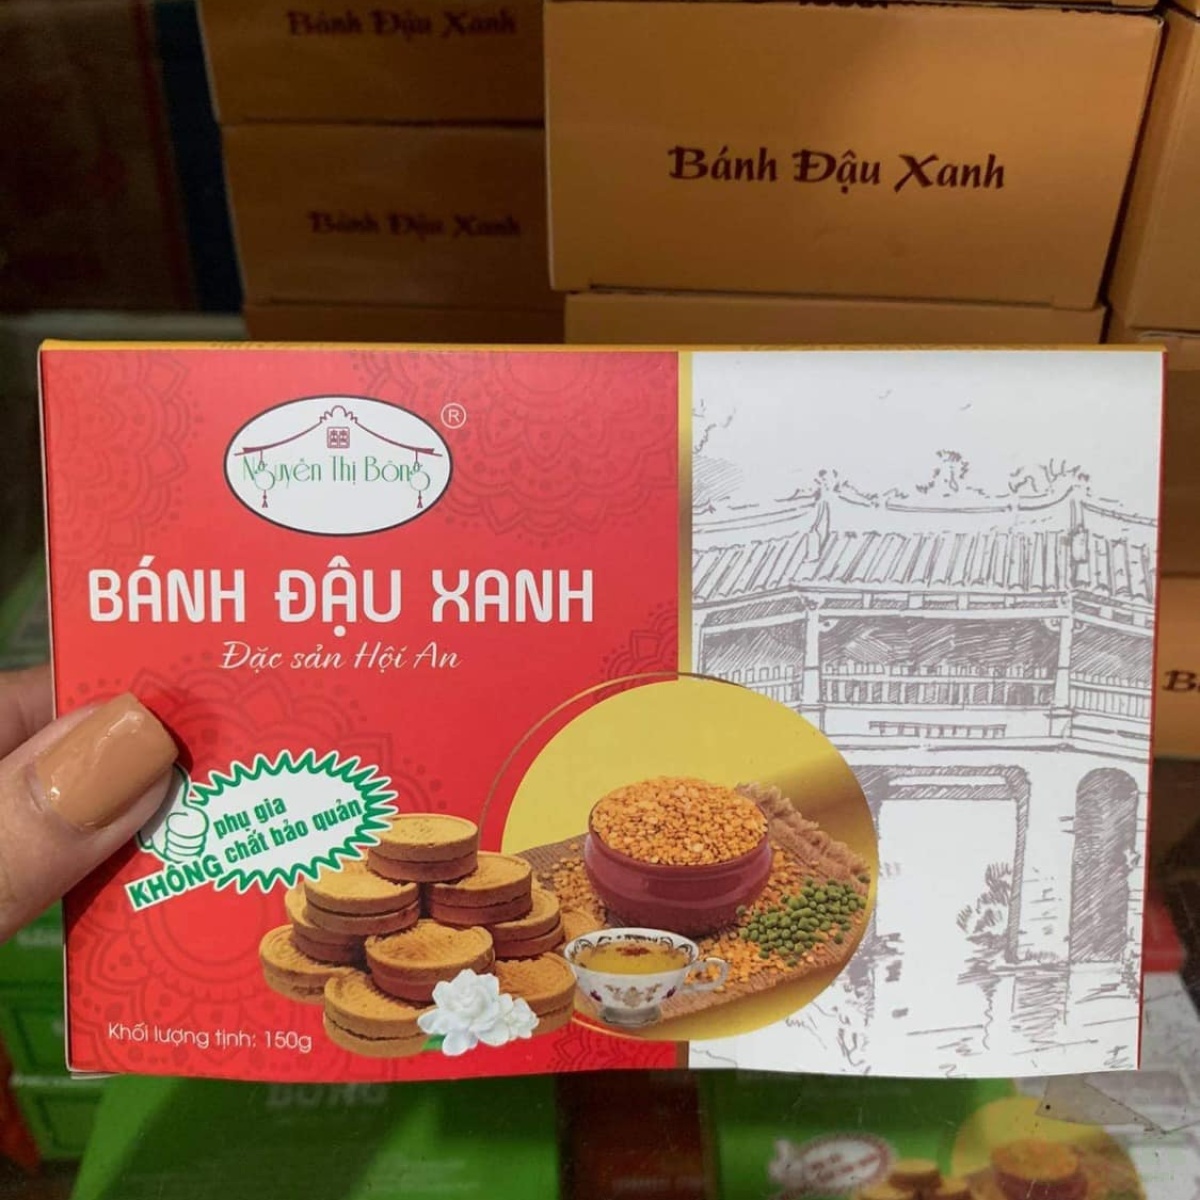 Bánh Đậu Xanh
Bánh Đậu Xanh
Bánh Đậu Xanh
Nguyễn Thị Bông
®
BÁNH ĐẬU XANH
Đặc sản Hội An
KHÔNG phụ gia
chất bảo quản
Khối lượng tịnh: 150g
BÔNG